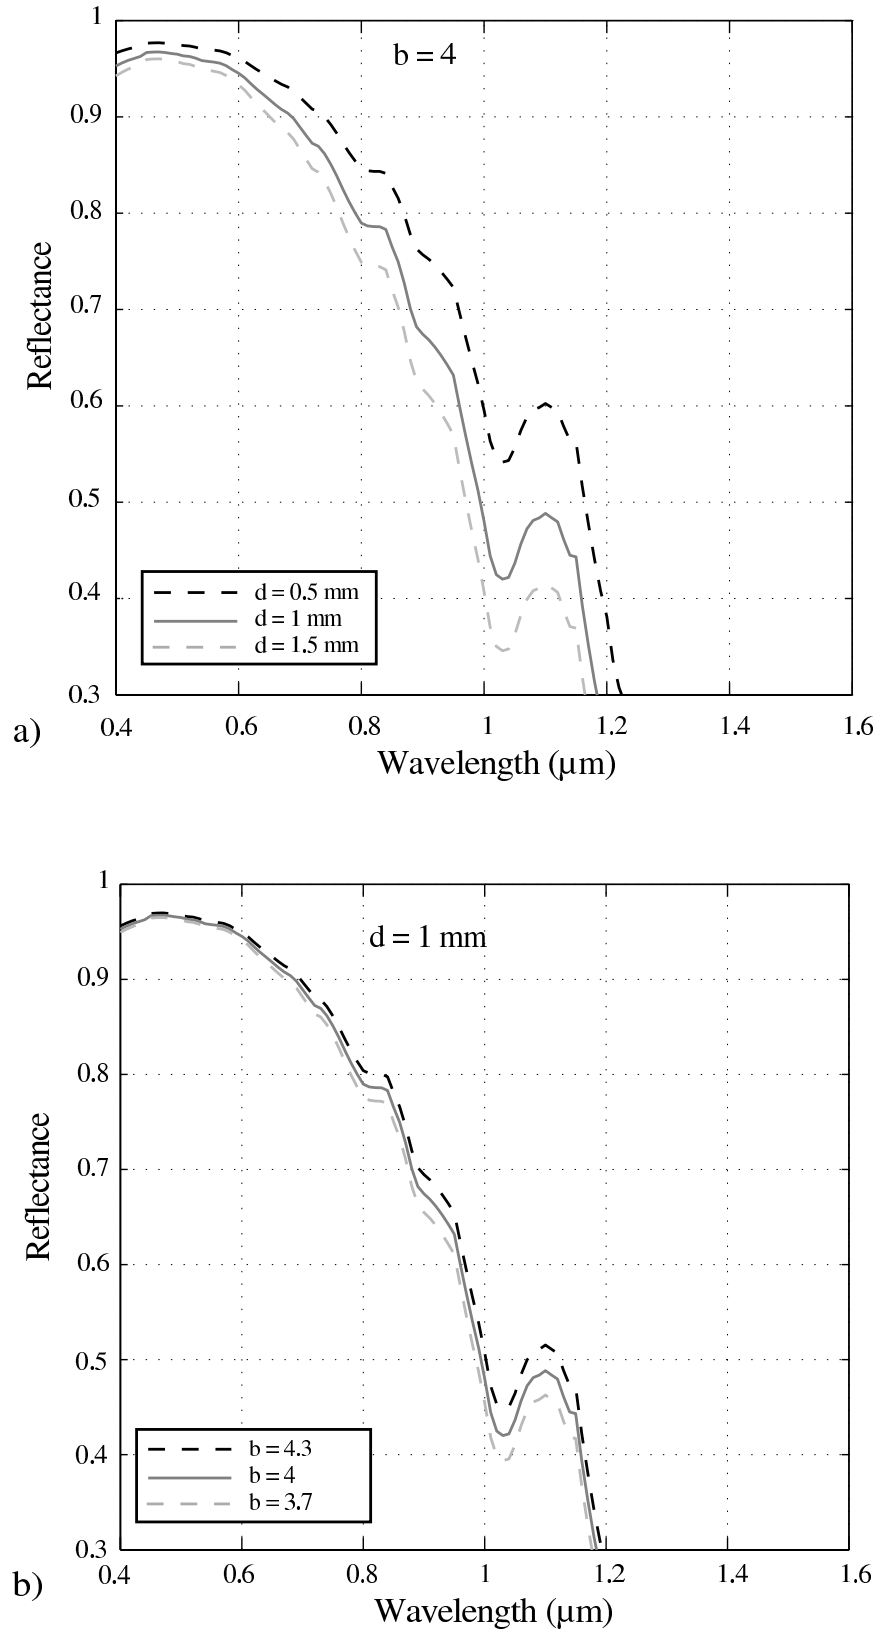 1
b = 4
0.9
0.8
0.7
0.6
0.5
0.4
0.3
Reflectance
d = 0.5 mm
d = 1 mm
d = 1.5 mm
0.4 0.6 0.8 1 1.2 1.4 1.6
a)
Wavelength (µm)
1
d = 1 mm
0.9
0.8
0.7
0.6
0.5
0.4
0.3
Reflectance
b = 4.3
b = 4
b = 3.7
0.4 0.6 0.8 1 1.2 1.4 1.6
b)
Wavelength (µm)